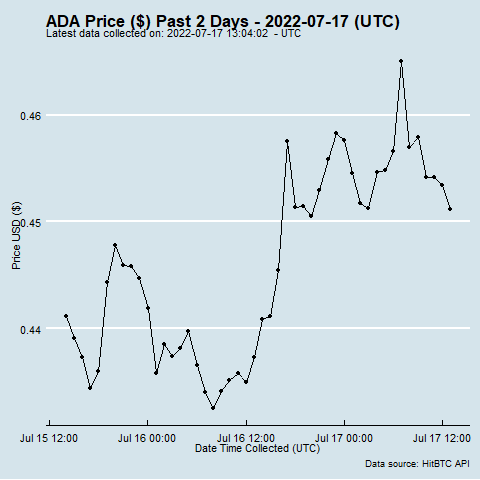 ADA Price ($) Past 2 Days - 2022-07-17 (UTC)
Latest data collected on: 2022-07-17 13:04:02 - UTC
0.46
0.45
0.44
Price USD ($)
Jul 15 12:00 Jul 16 00:00 Jul 16 12:00 Jul 17 00:00 Jul 17 12:00
Date Time Collected (UTC)
Data source: HitBTC API